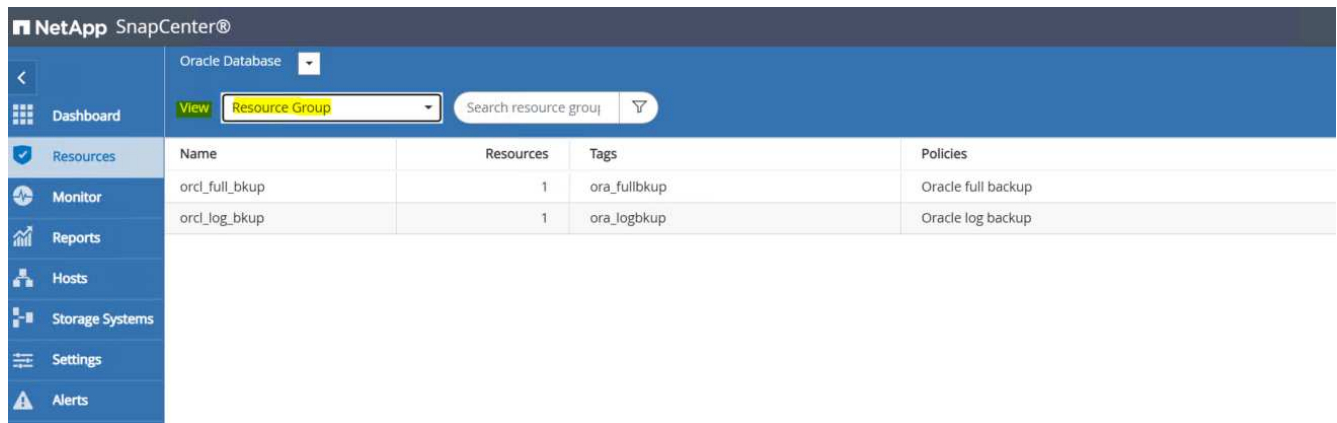 NetApp SnapCenter®
Oracle Database
View Resource Group Search resource grou
Dashboard
Resources
Monitor
Reports
Hosts
Storage Systems
Settings
Alerts
Name Resources Tags Policies
orcl_full_bkup 1 ora_fullbkup Oracle full backup
orcl_log_bkup 1 ora_logbkup Oracle log backup